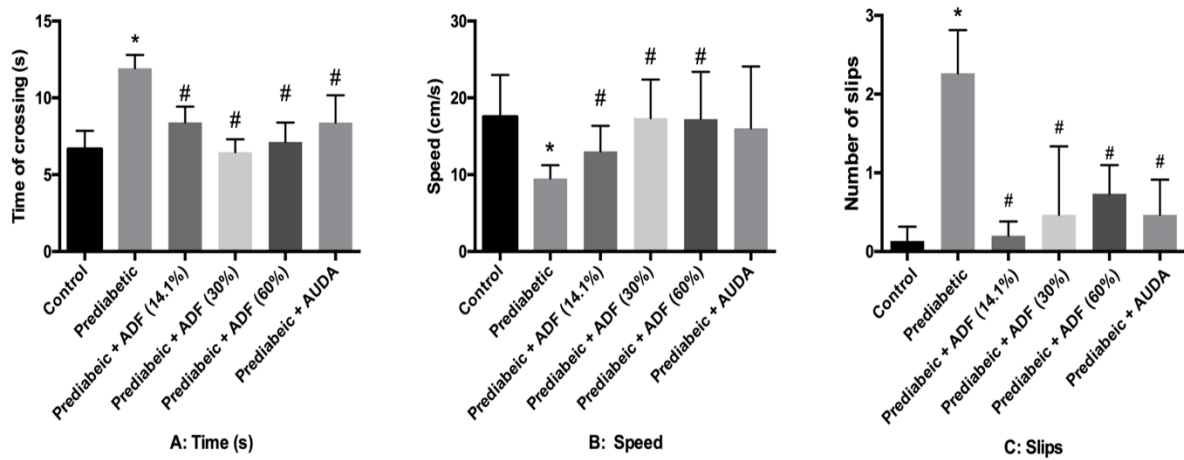 Time of crossing (s)
15
10
5
0
*
#
#
#
#
Control
Prediabetic
Prediabeic + ADF (14.1%)
Prediabeic + ADF (30%)
Prediabeic + ADF (60%)
Prediabetic + AUDA
A: Time (s)
Speed (cm/s)
30
20
10
0
*
#
#
#
Control
Prediabetic
Prediabeic + ADF (14.1%)
Prediabeic + ADF (30%)
Prediabeic + ADF (60%)
Prediabetic + AUDA
B: Speed
Number of slips
3
2
1
0
*
#
#
#
#
Control
Prediabetic
Prediabeic + ADF (14.1%)
Prediabeic + ADF (30%)
Prediabeic + ADF (60%)
Prediabetic + AUDA
C: Slips